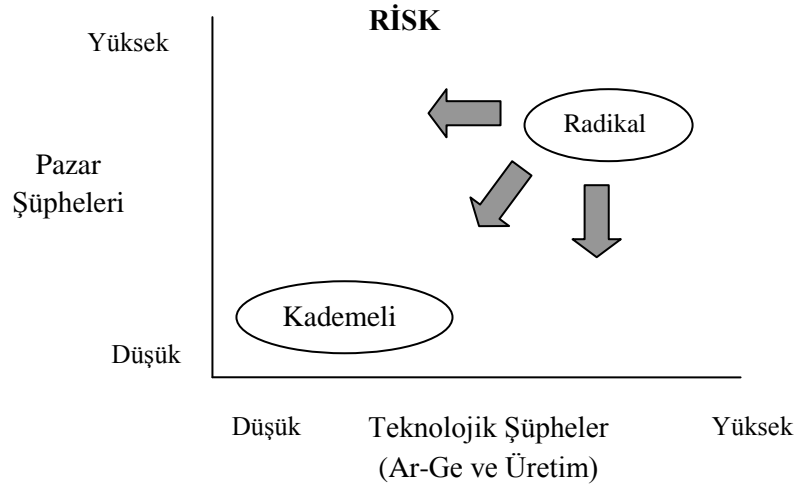 RİSK
Yüksek
Radikal
Pazar
Şüpheleri
Kademeli
Düşük
Düşük
Teknolojik Şüpheler
Yüksek
(Ar-Ge ve Üretim)